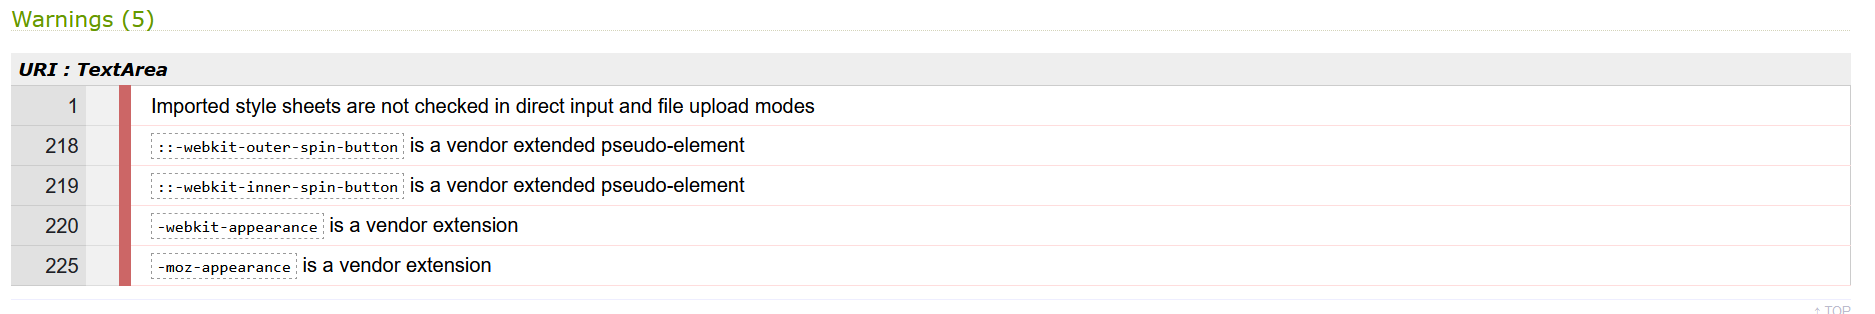 Warnings (5)
URI : TextArea
1 Imported style sheets are not checked in direct input and file upload modes
218 ::-webkit-outer-spin-button is a vendor extended pseudo-element
219 ::-webkit-inner-spin-button is a vendor extended pseudo-element
220 -webkit-appearance is a vendor extension
225 -moz-appearance is a vendor extension
↑ TOP